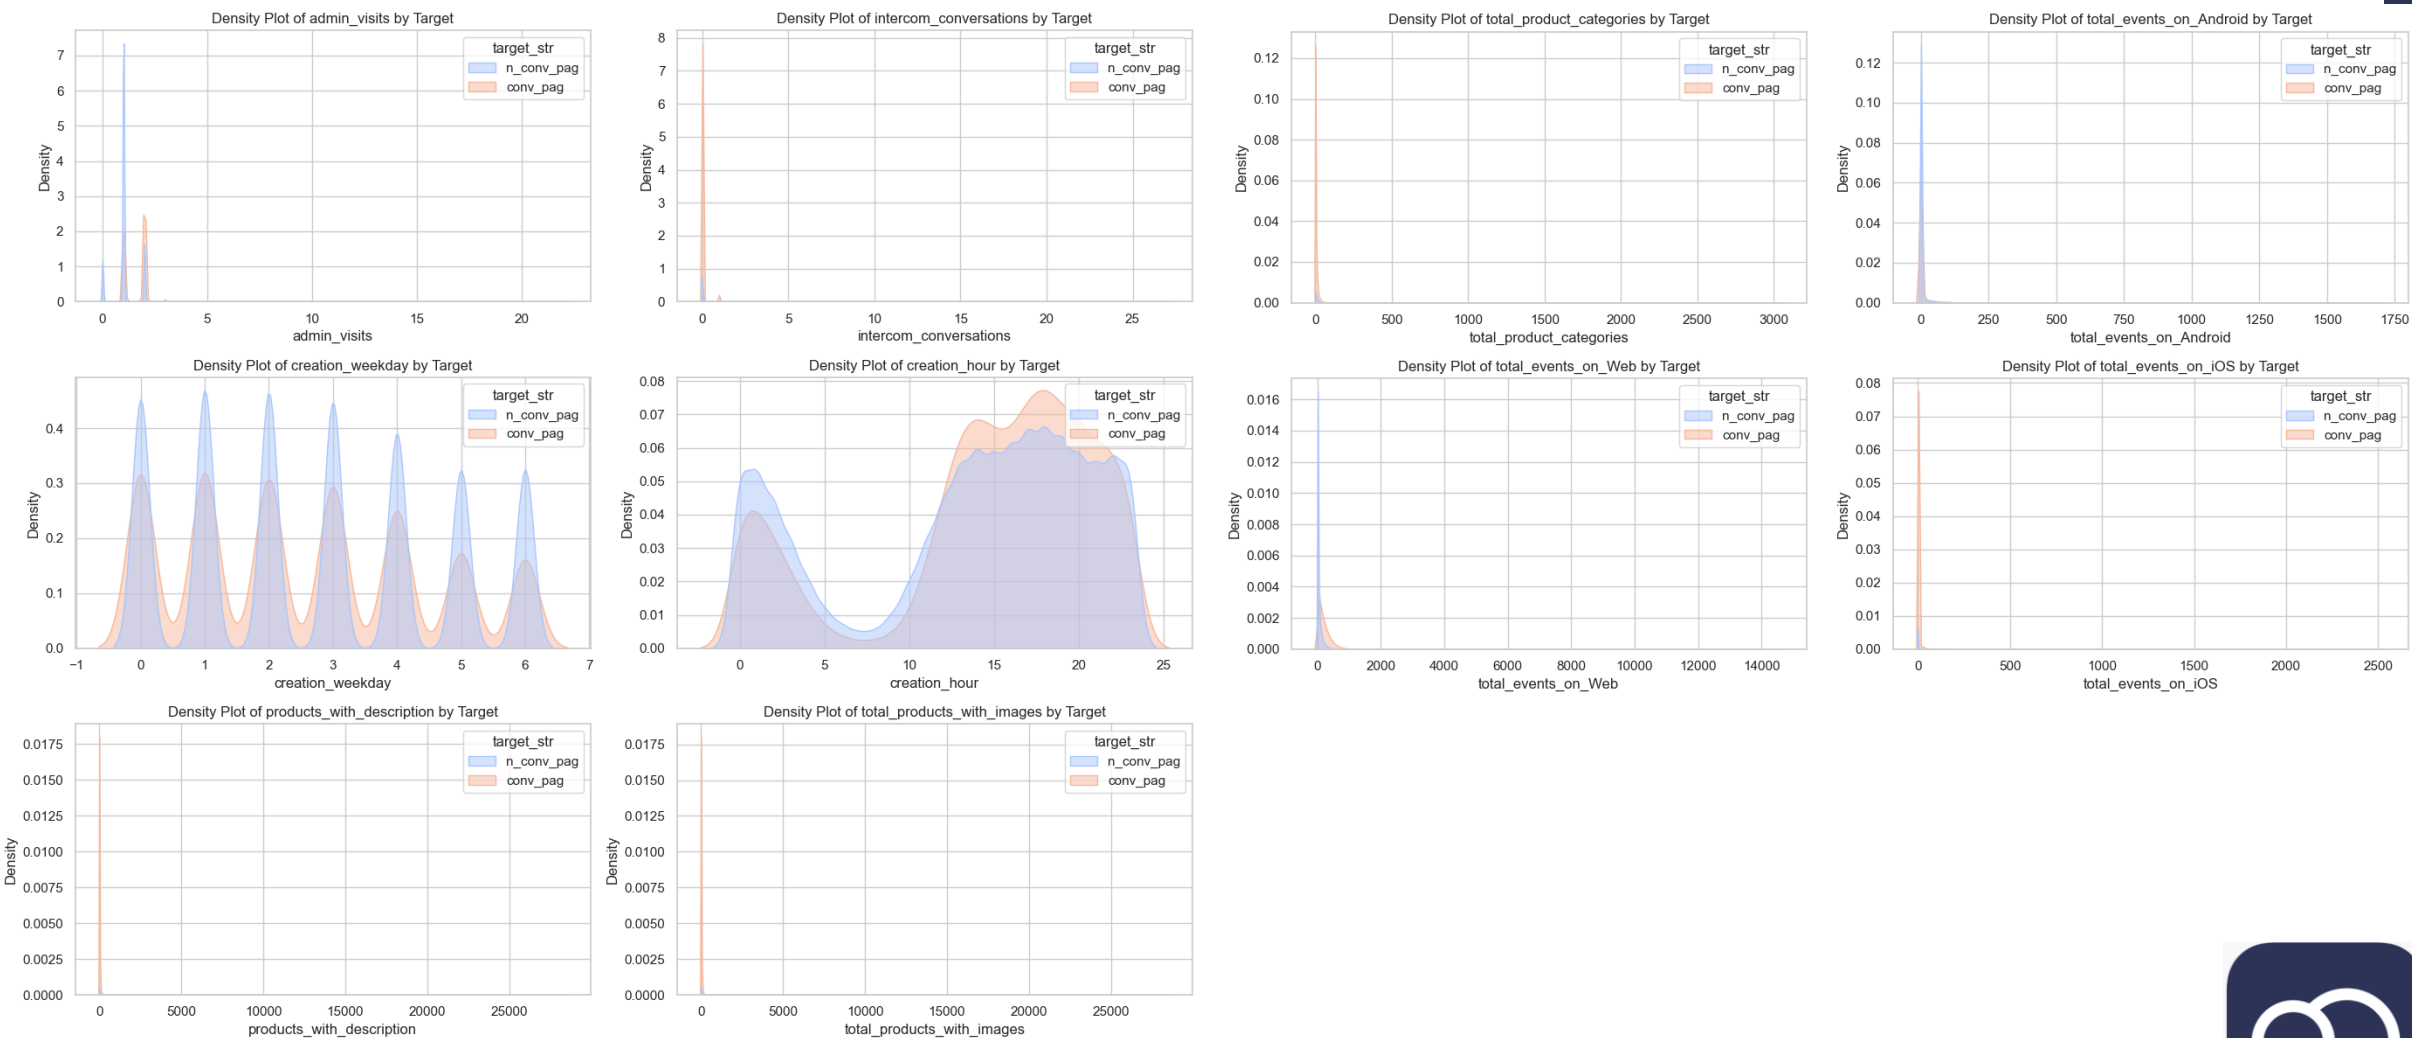 Density Plot of admin_visits by Target
Density
7
6
5
4
3
2
1
0
0 5 10 15 20
admin_visits
target_str
n_conv_pag
conv_pag
Density Plot of intercom_conversations by Target
Density
8
7
6
5
4
3
2
1
0
0 5 10 15 20 25
intercom_conversations
target_str
n_conv_pag
conv_pag
Density Plot of total_product_categories by Target
Density
0.12
0.10
0.08
0.06
0.04
0.02
0.00
0 500 1000 1500 2000 2500 3000
total_product_categories
target_str
n_conv_pag
conv_pag
Density Plot of total_events_on_Android by Target
Density
0.12
0.10
0.08
0.06
0.04
0.02
0.00
0 250 500 750 1000 1250 1500 1750
total_events_on_Android
target_str
n_conv_pag
conv_pag
Density Plot of creation_weekday by Target
Density
0.4
0.3
0.2
0.1
0.0
−1 0 1 2 3 4 5 6 7
creation_weekday
target_str
n_conv_pag
conv_pag
Density Plot of creation_hour by Target
Density
0.08
0.07
0.06
0.05
0.04
0.03
0.02
0.01
0.00
0 5 10 15 20 25
creation_hour
target_str
n_conv_pag
conv_pag
Density Plot of total_events_on_Web by Target
Density
0.016
0.014
0.012
0.010
0.008
0.006
0.004
0.002
0.000
0 2000 4000 6000 8000 10000 12000 14000
total_events_on_Web
target_str
n_conv_pag
conv_pag
Density Plot of total_events_on_iOS by Target
Density
0.08
0.07
0.06
0.05
0.04
0.03
0.02
0.01
0.00
0 500 1000 1500 2000 2500
total_events_on_iOS
target_str
n_conv_pag
conv_pag
Density Plot of products_with_description by Target
Density
0.0175
0.0150
0.0125
0.0100
0.0075
0.0050
0.0025
0.0000
0 5000 10000 15000 20000 25000
products_with_description
target_str
n_conv_pag
conv_pag
Density Plot of total_products_with_images by Target
Density
0.0175
0.0150
0.0125
0.0100
0.0075
0.0050
0.0025
0.0000
0 5000 10000 15000 20000 25000
total_products_with_images
target_str
n_conv_pag
conv_pag